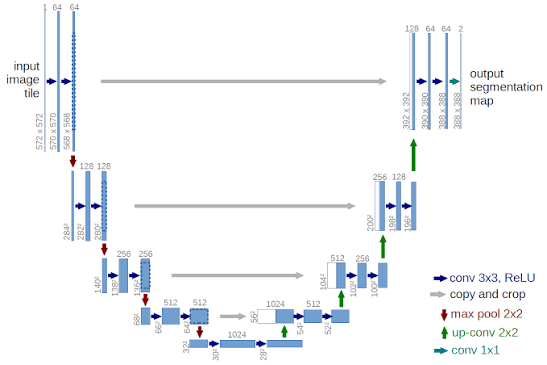 1 64 64
128 64 64 2
input
image
tile
output
segmentation
map
572 x 572
570 x 570
568 x 568
392 x 392
390 x 390
388 x 388
388 x 388
128 128
256 128
284²
282²
280²
200²
198²
196²
256 256
512 256
140²
138²
136²
104²
102²
100²
512 512
1024 512
68²
66²
64²
56²
54²
52²
1024
32²
30²
28²
conv 3x3, ReLU
copy and crop
max pool 2x2
up-conv 2x2
conv 1x1